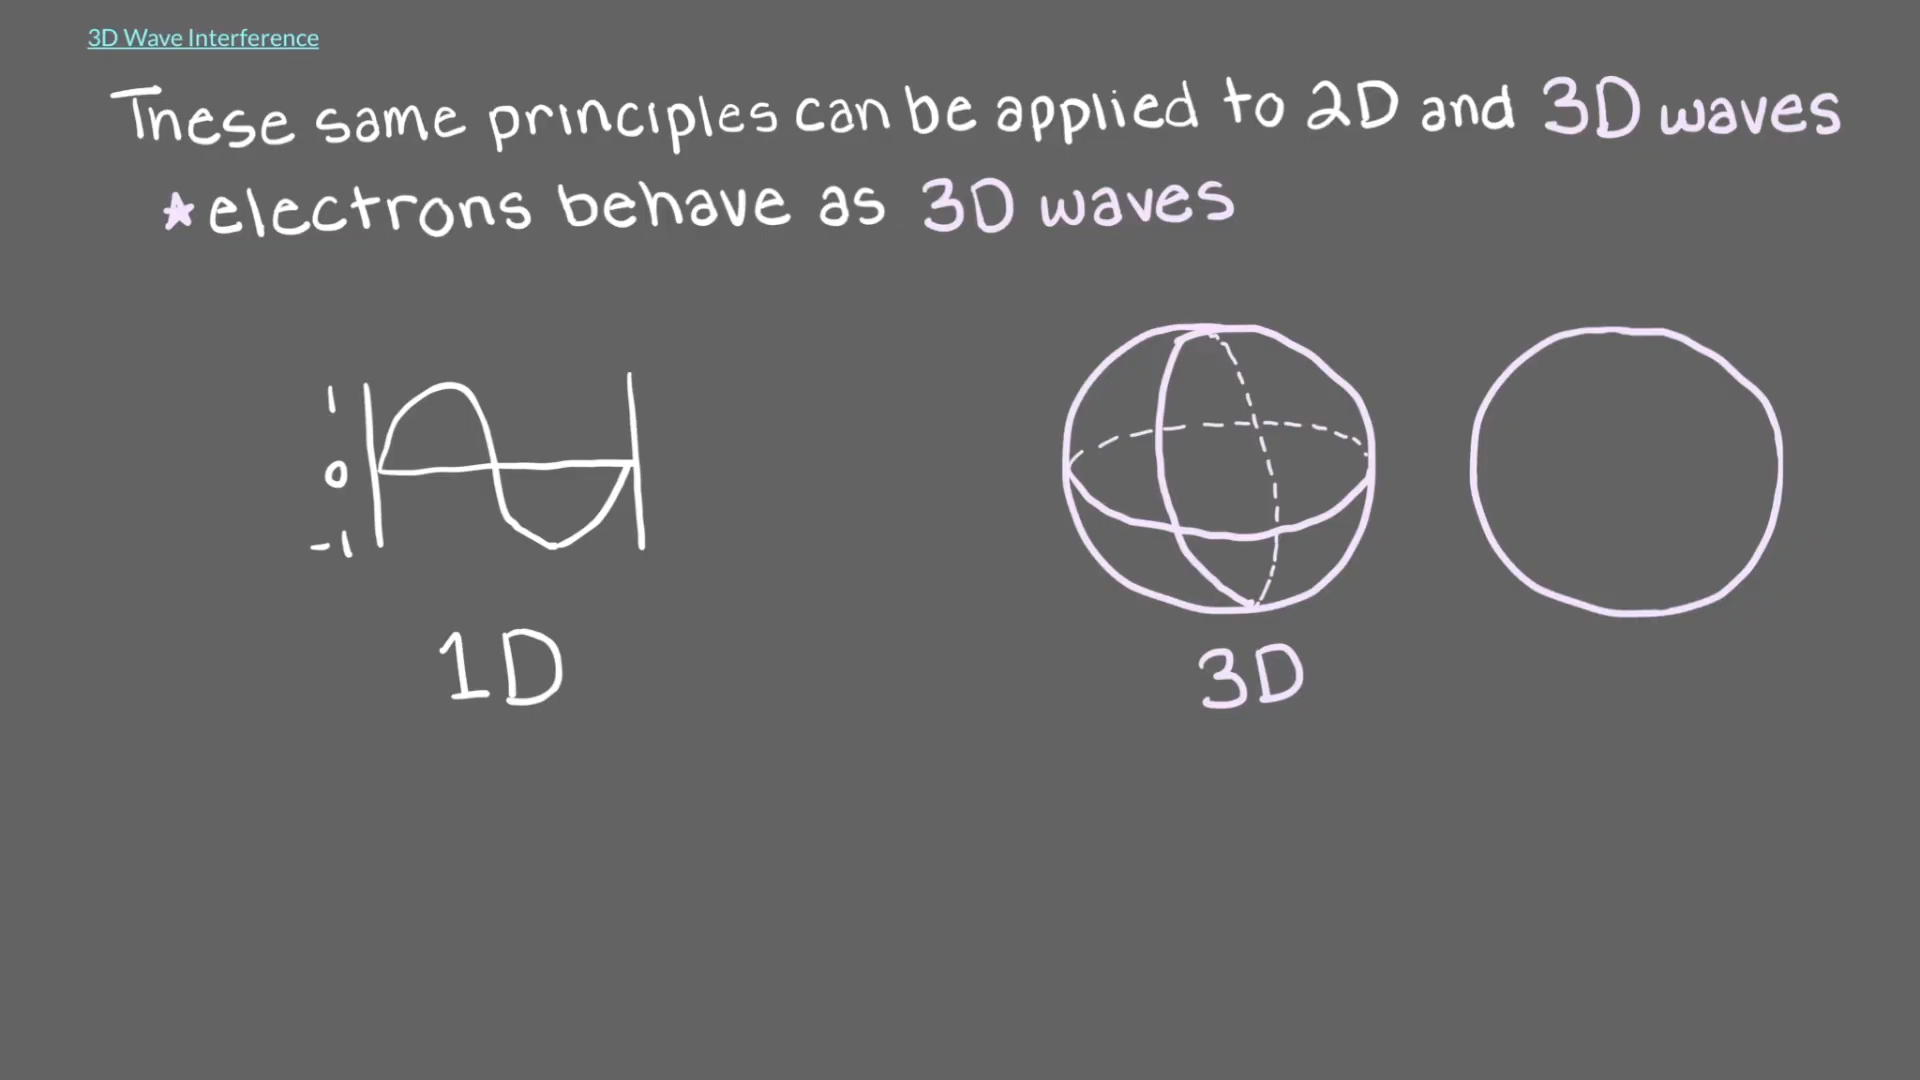 3D Wave Interference
These same principles can be applied to 2D and 3D waves
*electrons behave as 3D waves
1
0
-1
1D
3D